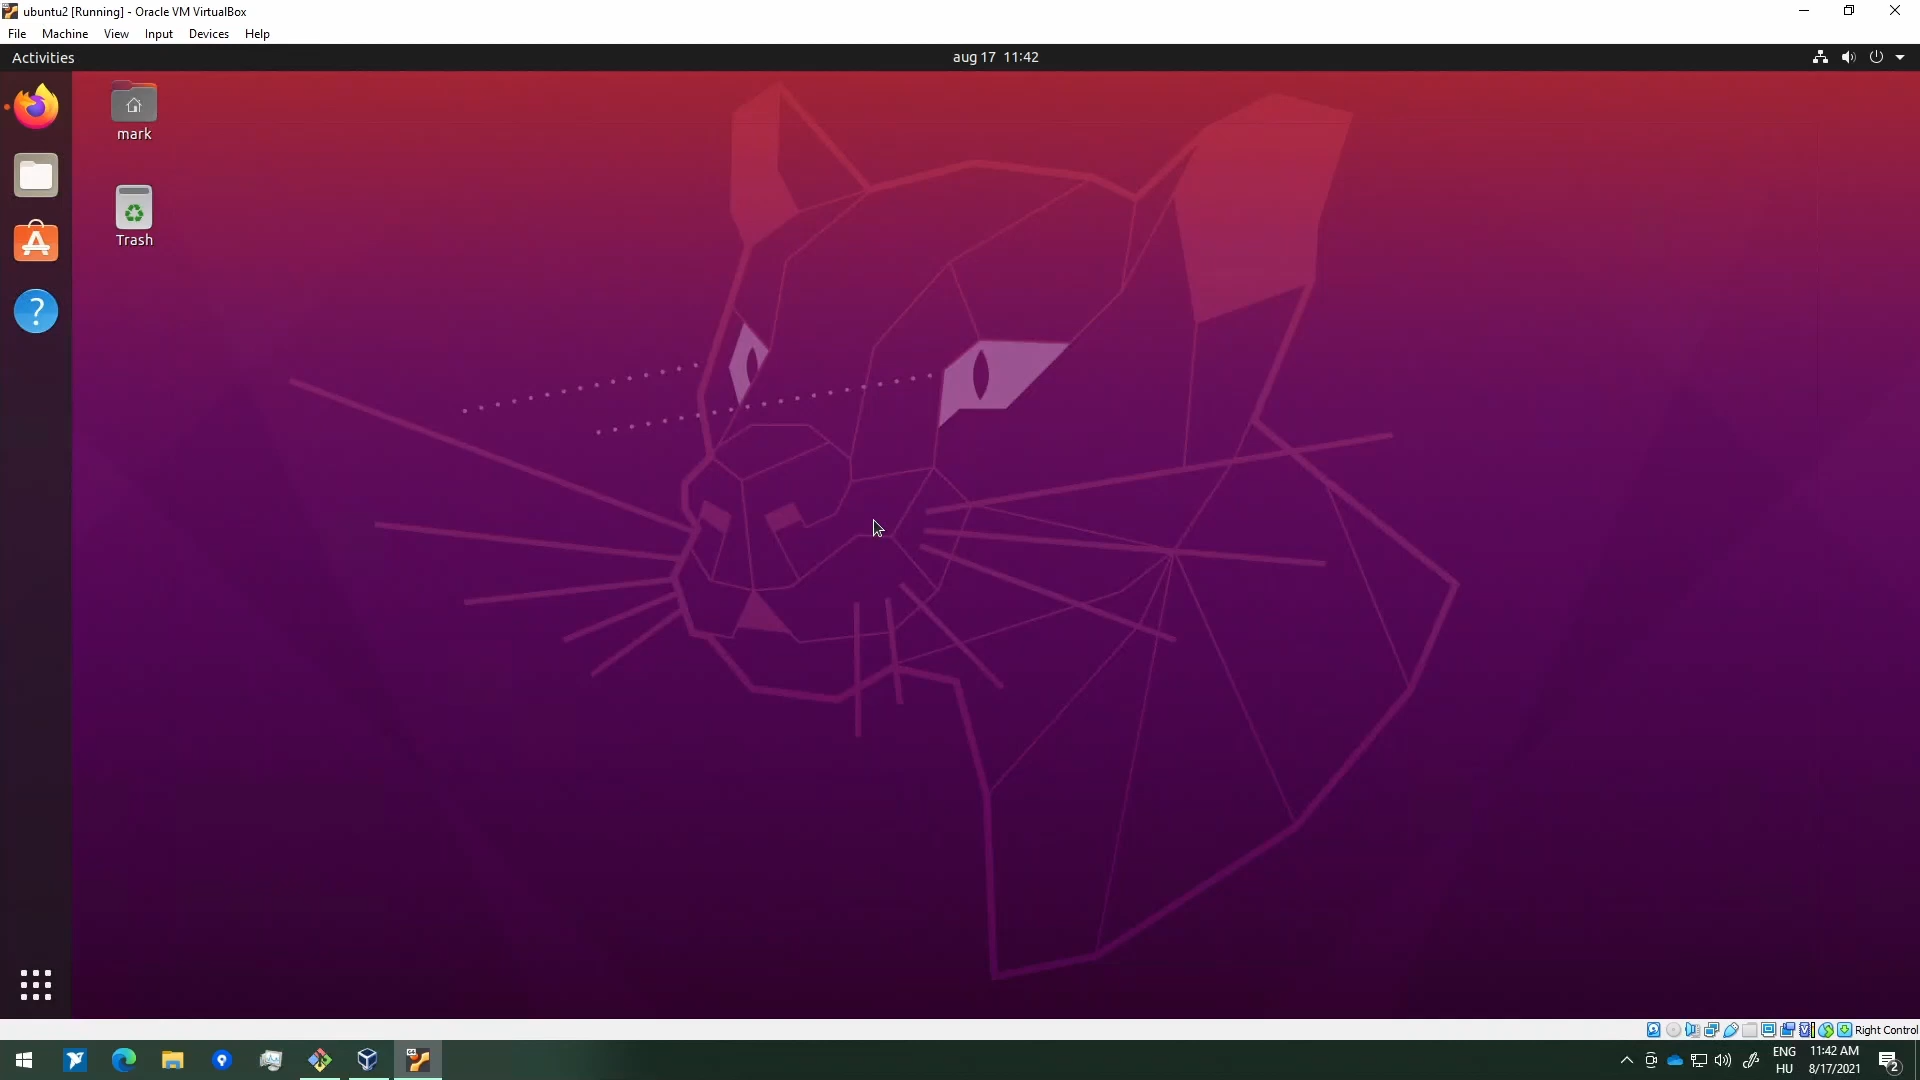 ubuntu2 [Running] - Oracle VM VirtualBox
File Machine View Input Devices Help
Activities
aug 17 11:42
mark
Trash
?
Right Control
ENG
HU
11:42 AM
8/17/2021
2